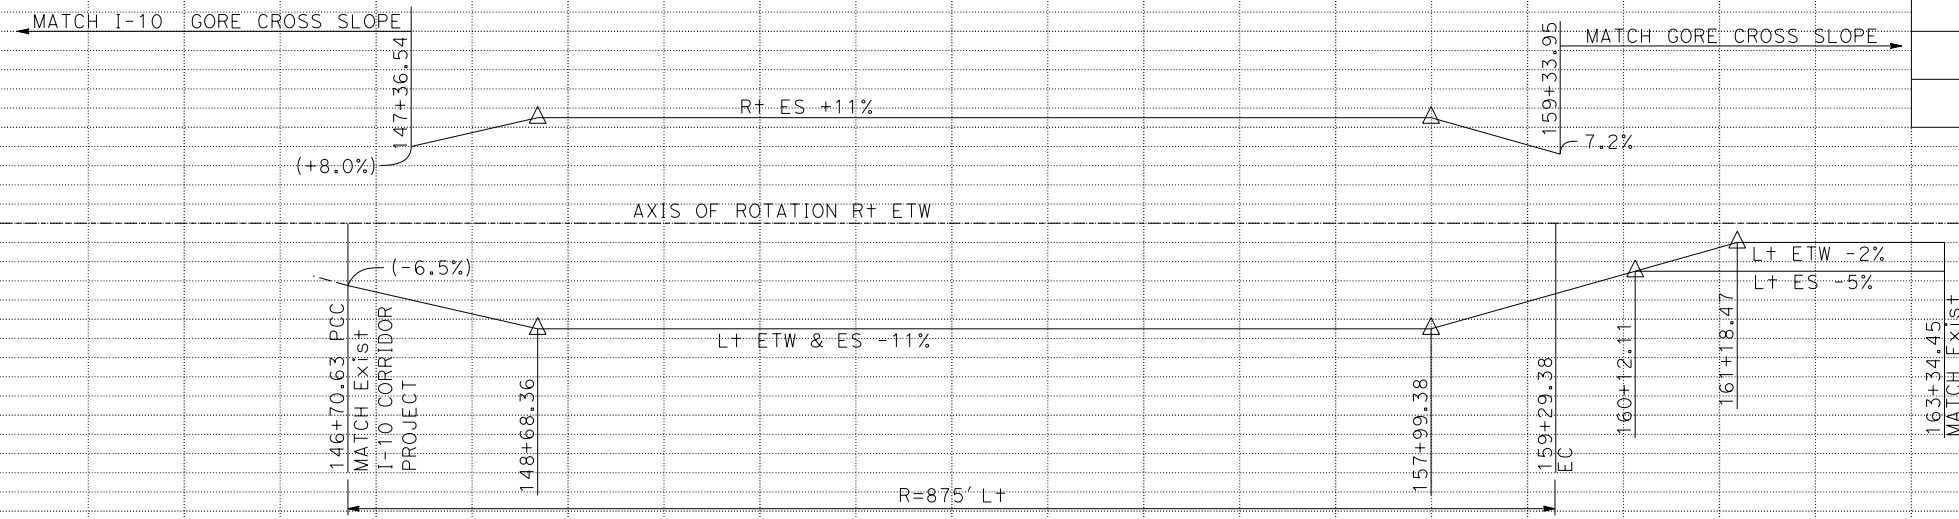 MATCH I-10 GORE CROSS SLOPE
147+36.54
(+8.0%)
Rt ES +11%
159+33.95
MATCH GORE CROSS SLOPE
7.2%
AXIS OF ROTATION Rt ETW
(-6.5%)
146+70.63 PCC
MATCH Exist
I-10 CORRIDOR
PROJECT
148+68.36
Lt ETW & ES -11%
157+99.38
159+29.38
EC
160+12.11
161+18.47
Lt ETW -2%
Lt ES -5%
163+34.45
MATCH Exist
R=875' Lt